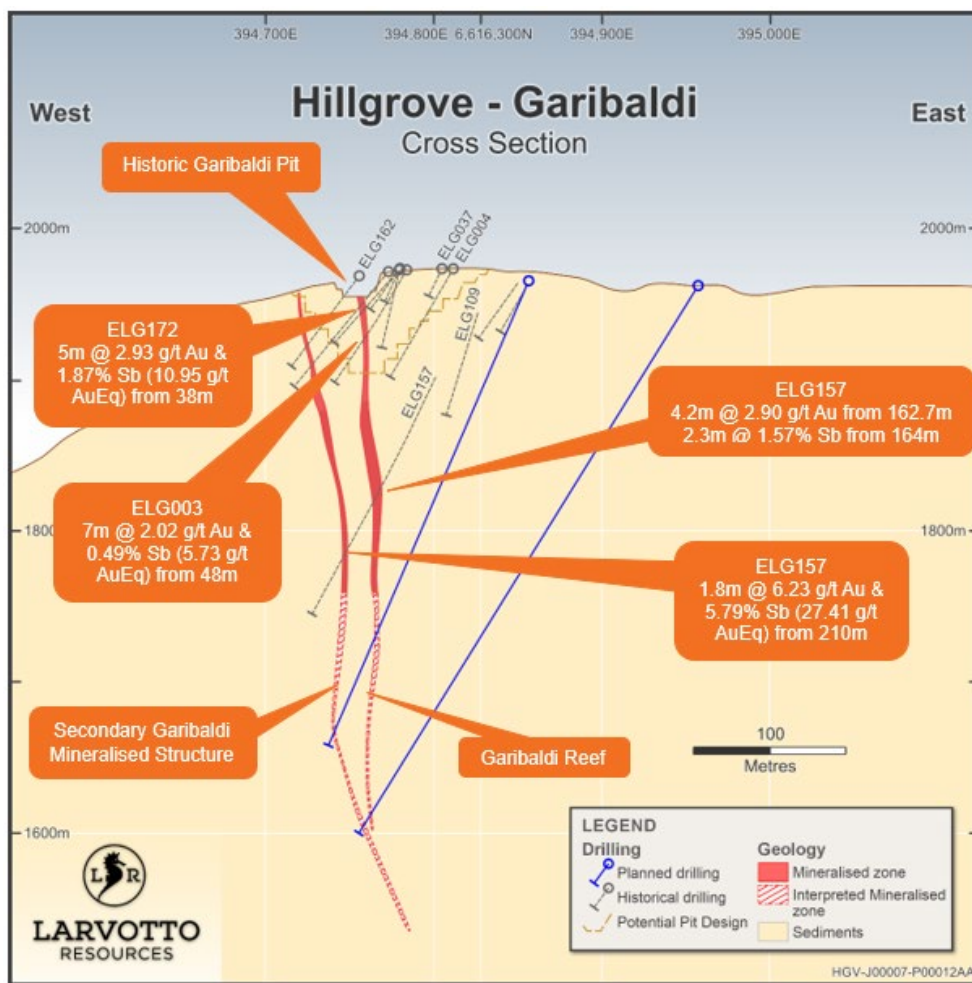 394,700E
394,800E
6,616,300N
394,900E
395,000E
West
Hillgrove - Garibaldi
East
Cross Section
Historic Garibaldi Pit
2000m
2000m
ELG162
ELG037
ELG004
ELG109
ELG157
ELG172
5m @ 2.93 g/t Au &
1.87% Sb (10.95 g/t
AuEq) from 38m
ELG157
4.2m @ 2.90 g/t Au from 162.7m
2.3m @ 1.57% Sb from 164m
ELG003
7m @ 2.02 g/t Au &
0.49% Sb (5.73 g/t
AuEq) from 48m
1800m
1800m
ELG157
1.8m @ 6.23 g/t Au &
5.79% Sb (27.41 g/t
AuEq) from 210m
Secondary Garibaldi
Mineralised Structure
Garibaldi Reef
100
Metres
1600m
LEGEND
Drilling
Planned drilling
Historical drilling
Potential Pit Design
Geology
Mineralised zone
Interpreted Mineralised
zone
Sediments
L R
LARVOTTO
RESOURCES
HGV-J00007-P00012AA